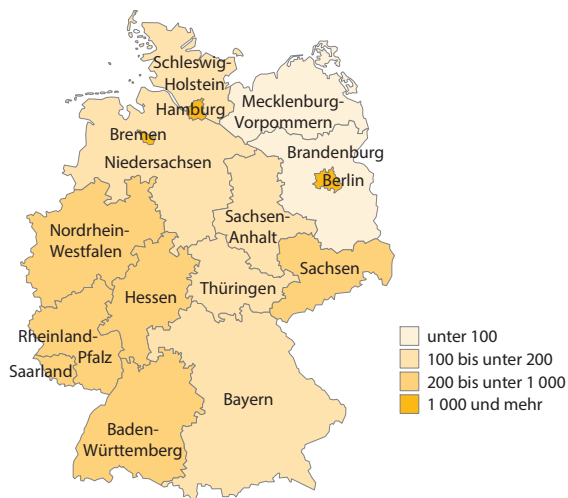 Schleswig-
Holstein
Mecklenburg-
Vorpommern
Hamburg
Bremen
Niedersachsen
Brandenburg
Berlin
Sachsen-
Anhalt
Nordrhein-
Westfalen
Sachsen
Hessen
Thüringen
Rheinland-
Pfalz
Saarland
Bayern
Baden-
Württemberg
unter 100
100 bis unter 200
200 bis unter 1 000
1 000 und mehr